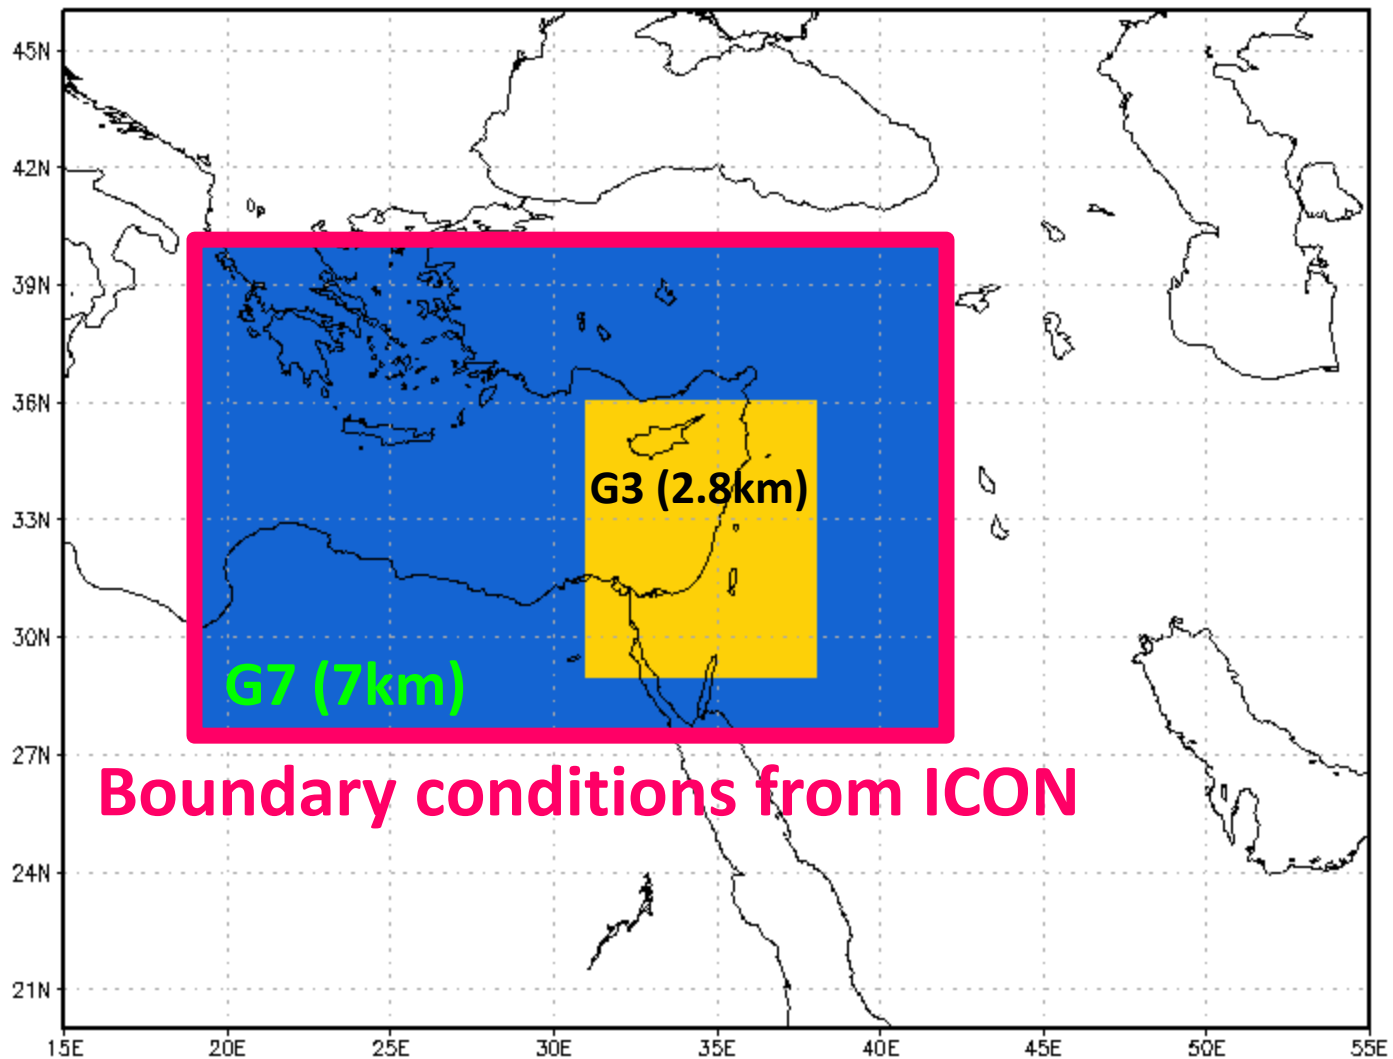 45N
42N
39N
36N
G3 (2.8km)
33N
30N
G7 (7km)
27N
Boundary conditions from ICON
24N
21N
15E 20E 25E 30E 35E 40E 45E 50E 55E